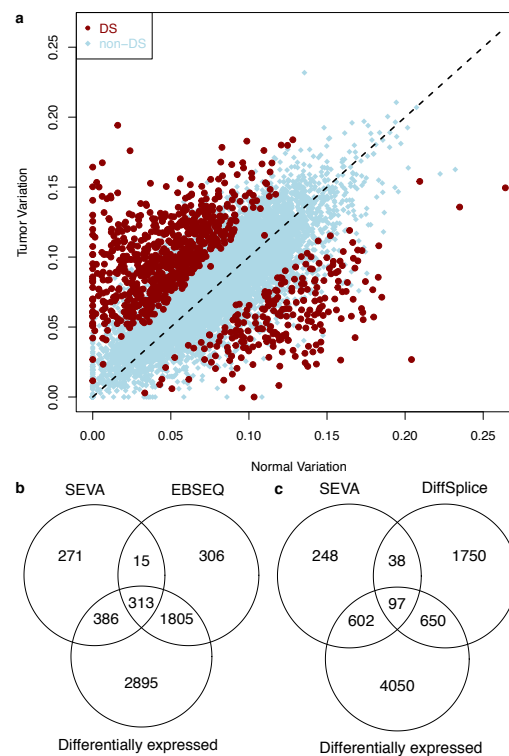 a
DS
non-DS
Tumor Variation
0.25
0.20
0.15
0.10
0.05
0.00
0.00 0.05 0.10 0.15 0.20 0.25
Normal Variation
b SEVA EBSEQ
271 15 306
313
386 1805
2895
Differentially expressed
c SEVA DiffSplice
248 38 1750
97
602 650
4050
Differentially expressed